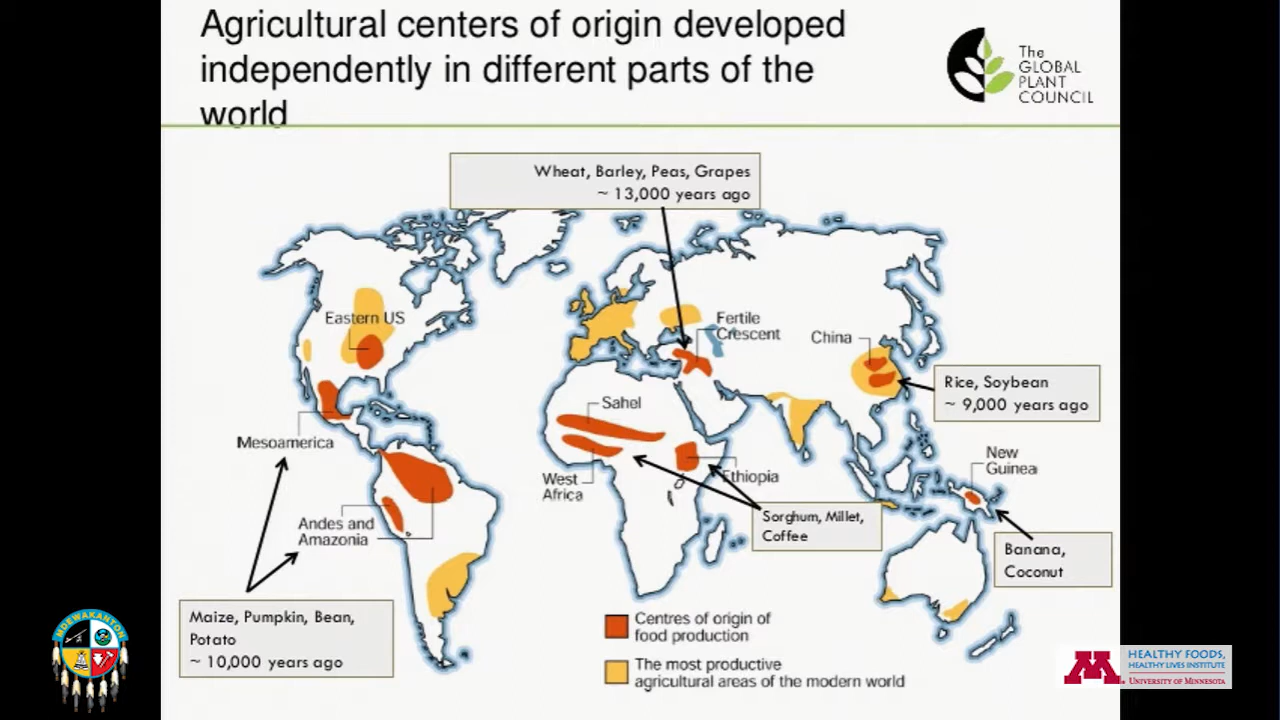 Agricultural centers of origin developed
independently in different parts of the
world
The
GLOBAL
PLANT
COUNCIL
Wheat, Barley, Peas, Grapes
~ 13,000 years ago
Eastern US
Fertile
Crescent
China
Rice, Soybean
~ 9,000 years ago
Sahel
Mesoamerica
New
Guinea
West
Africa
Ethiopia
Andes and
Amazonia
Sorghum, Millet,
Coffee
Banana,
Coconut
Maize, Pumpkin, Bean,
Potato
~ 10,000 years ago
Centres of origin of
food production
The most productive
agricultural areas of the modern world
MDEWAKANTON
M
HEALTHY FOODS,
HEALTHY LIVES INSTITUTE
UNIVERSITY OF MINNESOTA